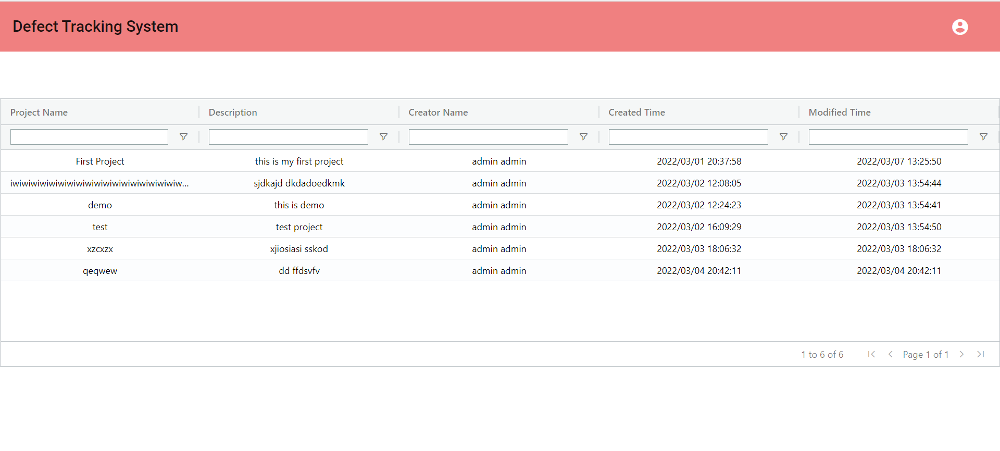 Defect Tracking System
Project Name Description Creator Name Created Time Modified Time
First Project this is my first project admin admin 2022/03/01 20:37:58 2022/03/07 13:25:50
iwiwiwiwiwiwiwiwiwiwiwiwiwiwiwiwiwiwiw... sjdkajd dkdadoedkmk admin admin 2022/03/02 12:08:05 2022/03/03 13:54:44
demo this is demo admin admin 2022/03/02 12:24:23 2022/03/03 13:54:41
test test project admin admin 2022/03/02 16:09:29 2022/03/03 13:54:50
xzcxzx xjiosiasi sskod admin admin 2022/03/03 18:06:32 2022/03/03 18:06:32
qeqwew dd ffdsvfv admin admin 2022/03/04 20:42:11 2022/03/04 20:42:11
1 to 6 of 6 Page 1 of 1